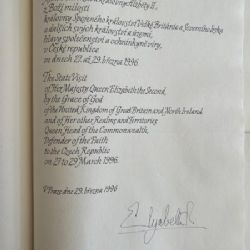 z Boží milosti
královny Spojeného království Velké Británie a Severního Irska
a dalších svých království a území,
hlavy společenství a ochránkyně víry,
v České republice
ve dnech 27. až 29. března 1996
The State Visit
of Her Majesty Queen Elizabeth the Second,
by the Grace of God
of the United Kingdom of Great Britain and North Ireland
and of Her other Realms and Territories
Queen, Head of the Commonwealth,
Defender of the Faith
to the Czech Republic
on 27 to 29 March 1996.
V Praze dne 29. března 1996
Elizabeth R.